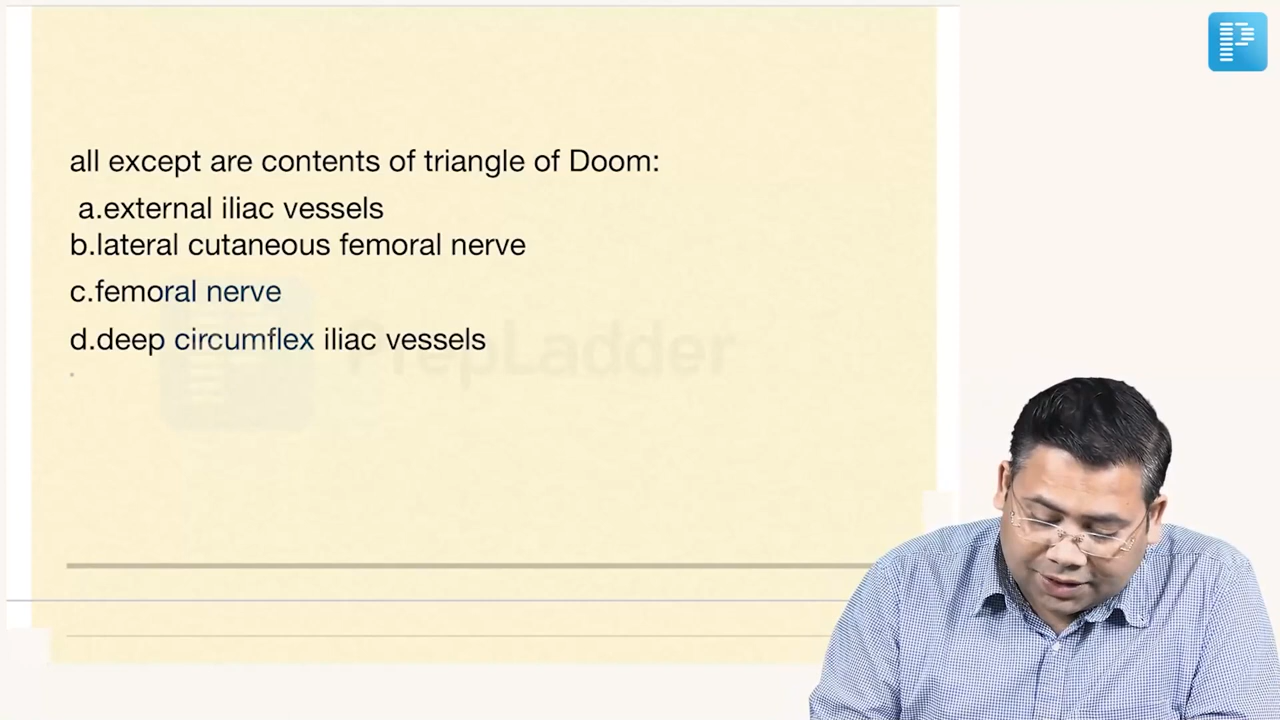 all except are contents of triangle of Doom:
a.external iliac vessels
b.lateral cutaneous femoral nerve
c.femoral nerve
d.deep circumflex iliac vessels
PrepLadder